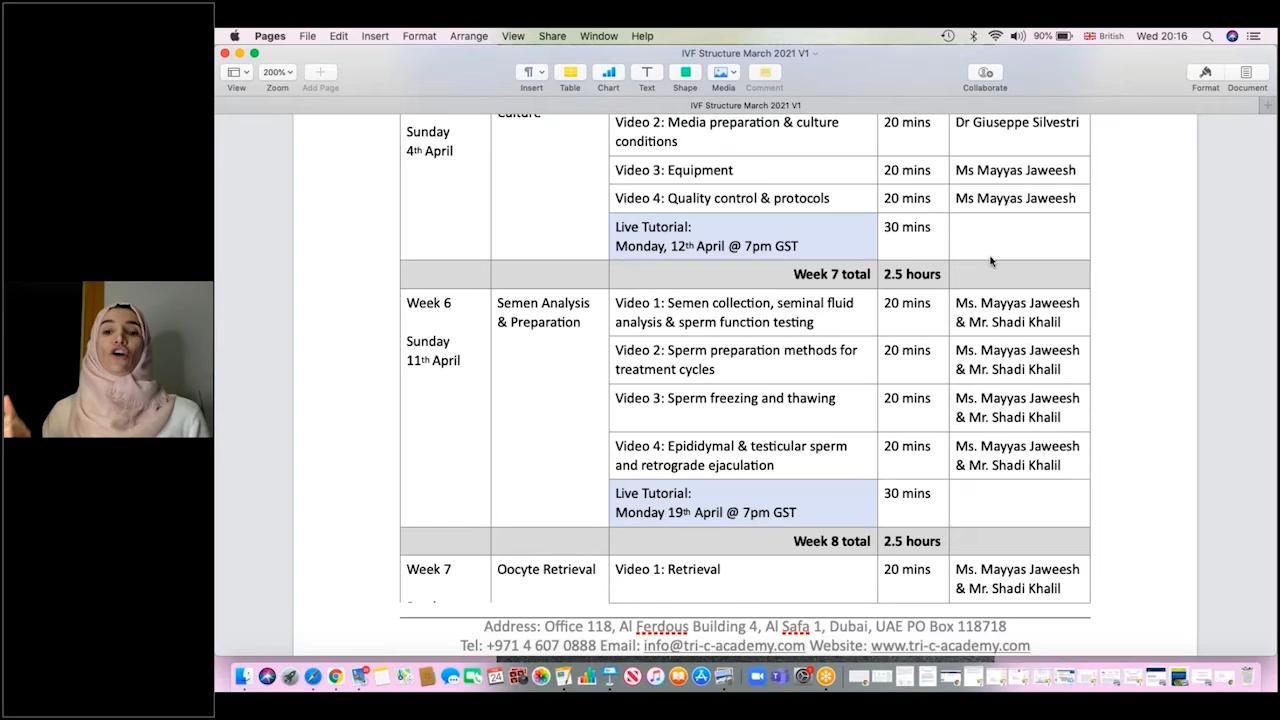 Pages File Edit Insert Format Arrange View Share Window Help 90% British Wed 20:16
IVF Structure March 2021 V1
200%
View Zoom Add Page Insert Table Chart Text Shape Media Comment Collaborate Format Document
IVF Structure March 2021 V1
Culture
Sunday
4th April
Video 2: Media preparation & culture
conditions
20 mins
Dr Giuseppe Silvestri
Video 3: Equipment
20 mins
Ms Mayyas Jaweesh
Video 4: Quality control & protocols
20 mins
Ms Mayyas Jaweesh
Live Tutorial:
Monday, 12th April @ 7pm GST
30 mins
Week 7 total
2.5 hours
Week 6
Sunday
11th April
Semen Analysis
& Preparation
Video 1: Semen collection, seminal fluid
analysis & sperm function testing
20 mins
Ms. Mayyas Jaweesh
& Mr. Shadi Khalil
Video 2: Sperm preparation methods for
treatment cycles
20 mins
Ms. Mayyas Jaweesh
& Mr. Shadi Khalil
Video 3: Sperm freezing and thawing
20 mins
Ms. Mayyas Jaweesh
& Mr. Shadi Khalil
Video 4: Epididymal & testicular sperm
and retrograde ejaculation
20 mins
Ms. Mayyas Jaweesh
& Mr. Shadi Khalil
Live Tutorial:
Monday 19th April @ 7pm GST
30 mins
Week 8 total
2.5 hours
Week 7
Oocyte Retrieval
Video 1: Retrieval
20 mins
Ms. Mayyas Jaweesh
& Mr. Shadi Khalil
Address: Office 118, Al Ferdous Building 4, Al Safa 1, Dubai, UAE PO Box 118718
Tel: +971 4 607 0888 Email: info@tri-c-academy.com Website: www.tri-c-academy.com
24